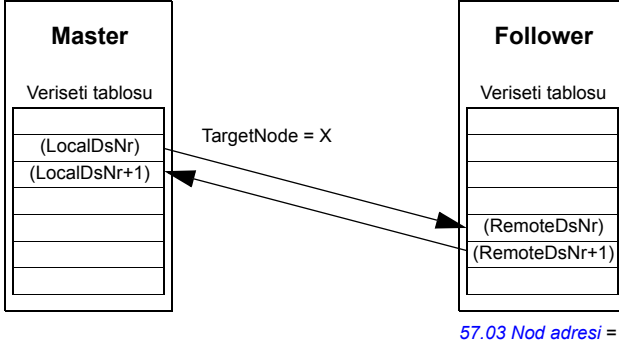 Master
Follower
Veriseti tablosu
Veriseti tablosu
TargetNode = X
(LocalDsNr)
(LocalDsNr+1)
(RemoteDsNr)
(RemoteDsNr+1)
57.03 Nod adresi =